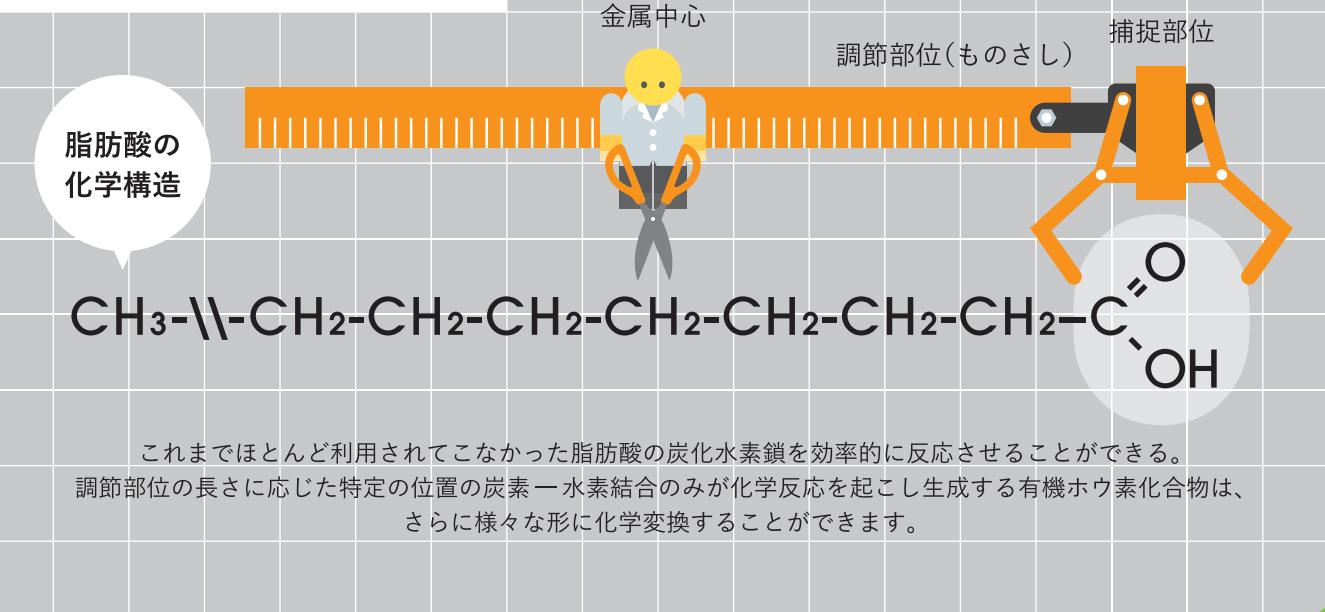 金属中心
捕捉部位
調節部位(ものさし)
脂肪酸の
化学構造
CH3-\\-CH2-CH2-CH2-CH2-CH2-CH2-CH2-C
O
OH
これまでほとんど利用されてこなかった脂肪酸の炭化水素鎖を効率的に反応させることができる。
調節部位の長さに応じた特定の位置の炭素ー水素結合のみが化学反応を起こし生成する有機ホウ素化合物は、
さらに様々な形に化学変換することができます。